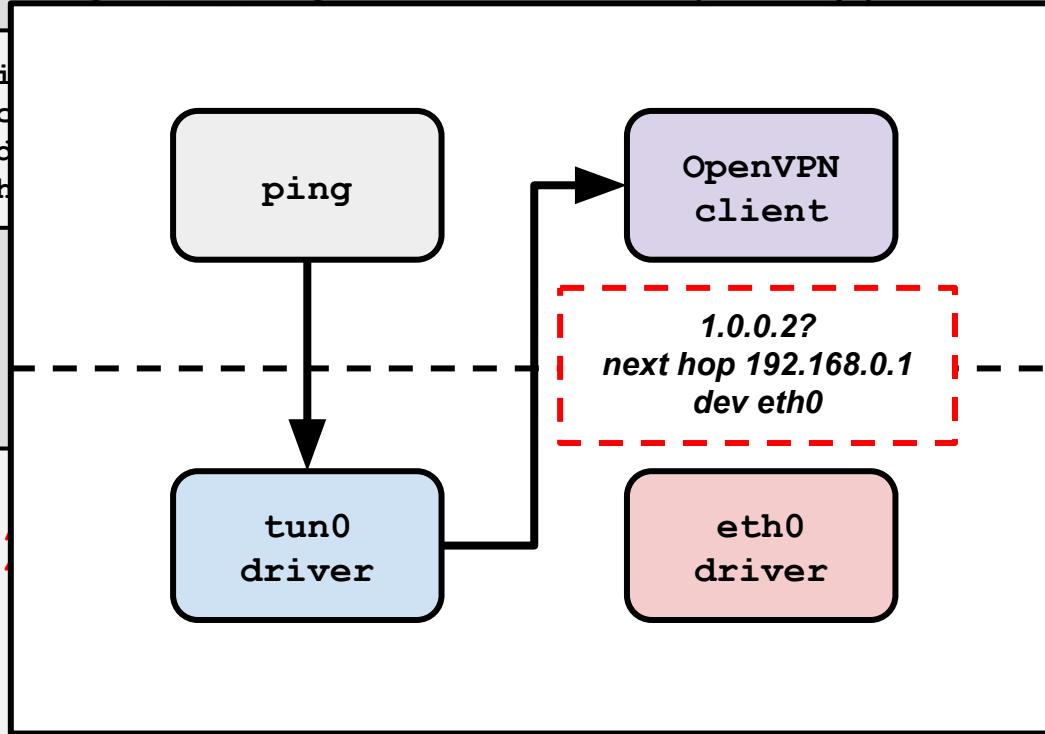 ping
OpenVPN
client
1.0.0.2?
next hop 192.168.0.1
dev eth0
tun0
driver
eth0
driver